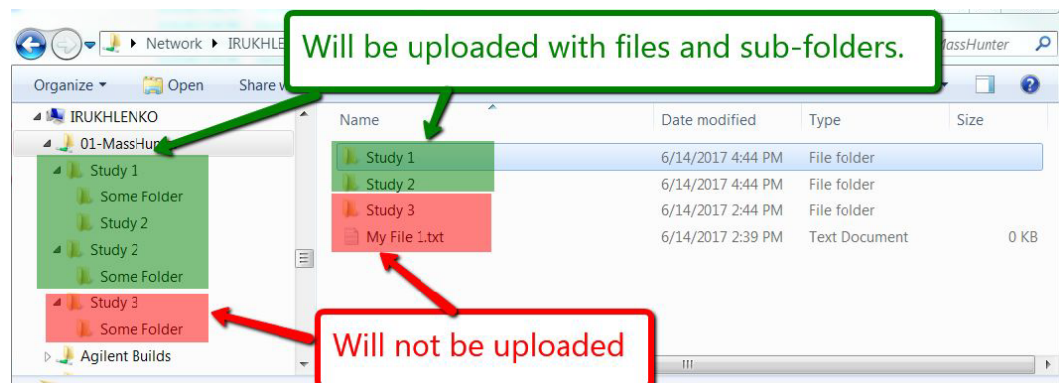 Network ▸ IRUKHLE
Will be uploaded with files and sub-folders.
MassHunter
Organize Open Share w
IRUKHLENKO
01-MassHun
Study 1
Some Folder
Study 2
Study 2
Some Folder
Study 3
Some Folder
Agilent Builds
Name Date modified Type Size
Study 1 6/14/2017 4:44 PM File folder
Study 2 6/14/2017 4:44 PM File folder
Study 3 6/14/2017 2:44 PM File folder
My File 1.txt 6/14/2017 2:39 PM Text Document 0 KB
Will not be uploaded